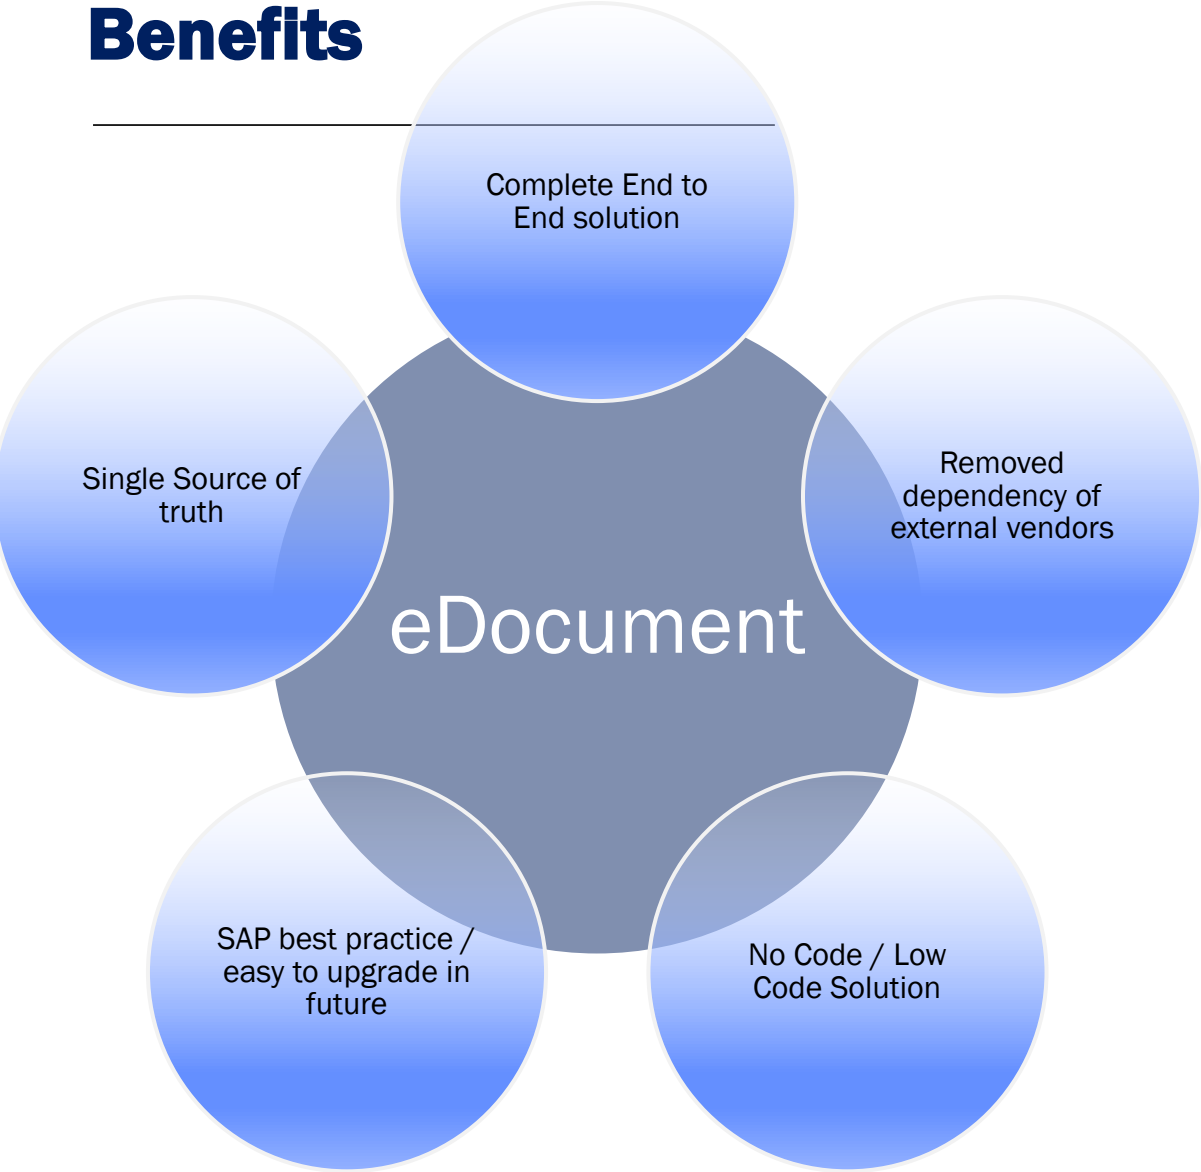 Benefits
Complete End to
End solution
Single Source of
truth
Removed
dependency of
external vendors
eDocument
SAP best practice /
easy to upgrade in
future
No Code / Low
Code Solution